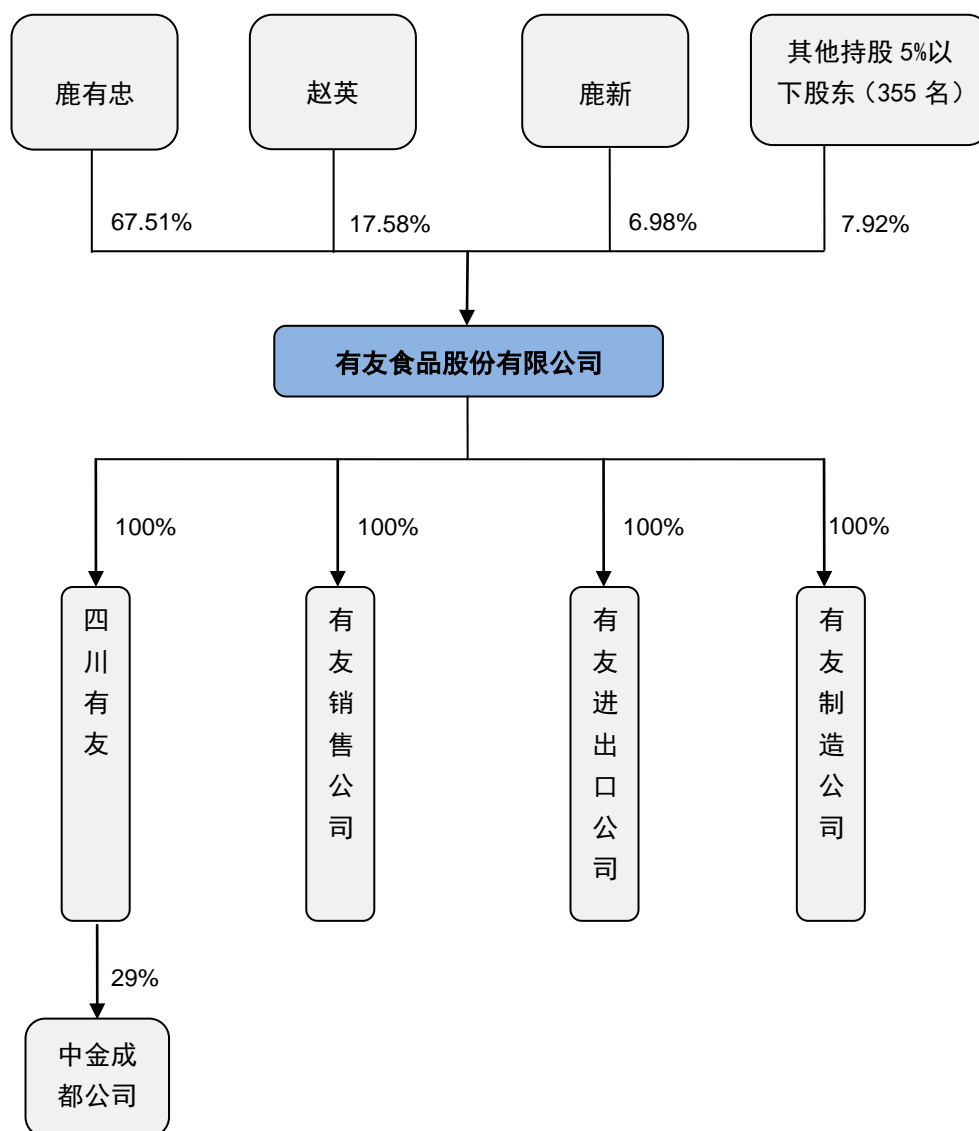 鹿有忠
赵英
鹿新
其他持股 5%以
下股东（355 名）
67.51%
17.58%
6.98%
7.92%
有友食品股份有限公司
100%
100%
100%
100%
四川有友
有友销售公司
有友进出口公司
有友制造公司
29%
中金成
都公司